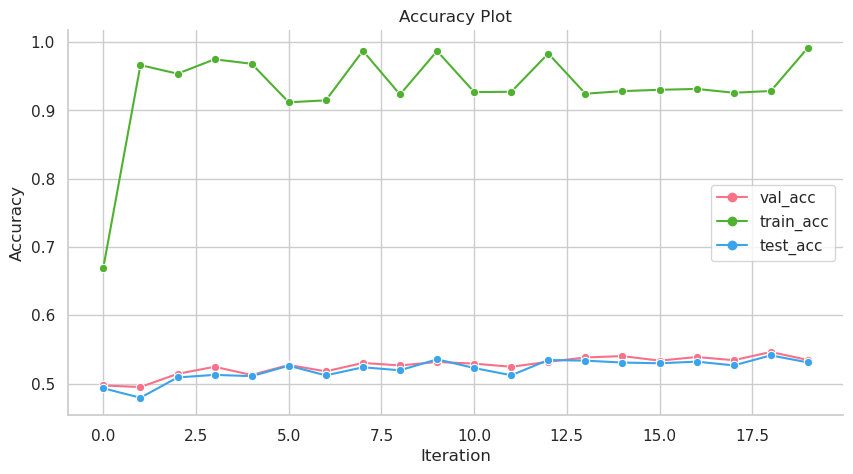 Accuracy Plot
Accuracy
1.0
0.9
0.8
0.7
0.6
0.5
val_acc
train_acc
test_acc
0.0 2.5 5.0 7.5 10.0 12.5 15.0 17.5
Iteration